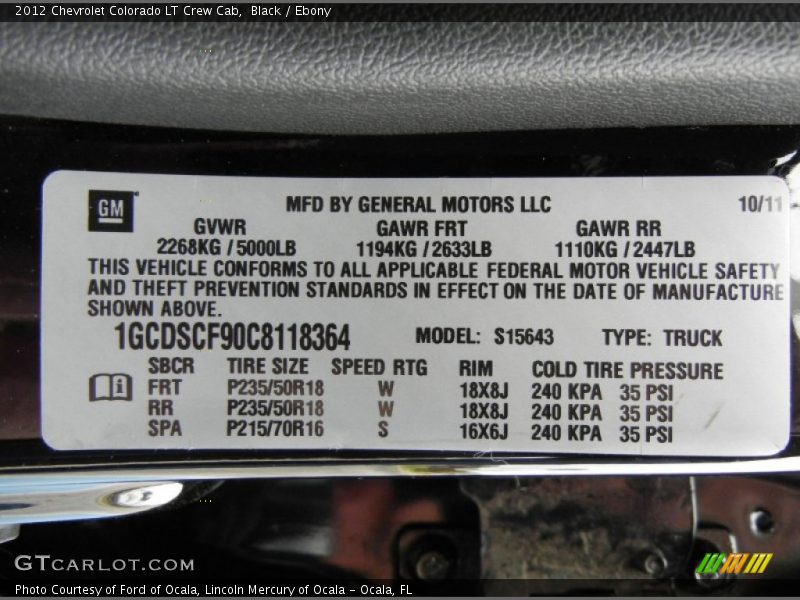 2012 Chevrolet Colorado LT Crew Cab, Black / Ebony
GM MFD BY GENERAL MOTORS LLC 10/11
GVWR GAWR FRT GAWR RR
2268KG / 5000LB 1194KG / 2633LB 1110KG / 2447LB
THIS VEHICLE CONFORMS TO ALL APPLICABLE FEDERAL MOTOR VEHICLE SAFETY
AND THEFT PREVENTION STANDARDS IN EFFECT ON THE DATE OF MANUFACTURE
SHOWN ABOVE.
1GCDSCF90C8118364 MODEL: S15643 TYPE: TRUCK
SBCR TIRE SIZE SPEED RTG RIM COLD TIRE PRESSURE
FRT P235/50R18 W 18X8J 240 KPA 35 PSI
RR P235/50R18 W 18X8J 240 KPA 35 PSI
SPA P215/70R16 S 16X6J 240 KPA 35 PSI
GTCARLOT.COM
Photo Courtesy of Ford of Ocala, Lincoln Mercury of Ocala - Ocala, FL